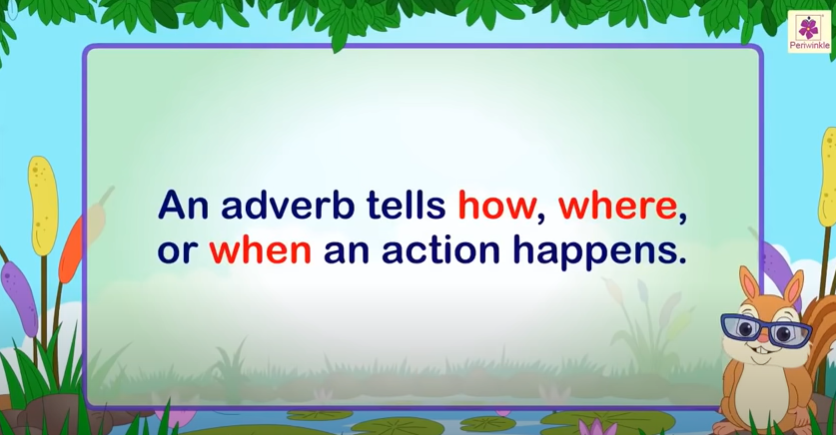 Periwinkle
An adverb tells how, where,
or when an action happens.